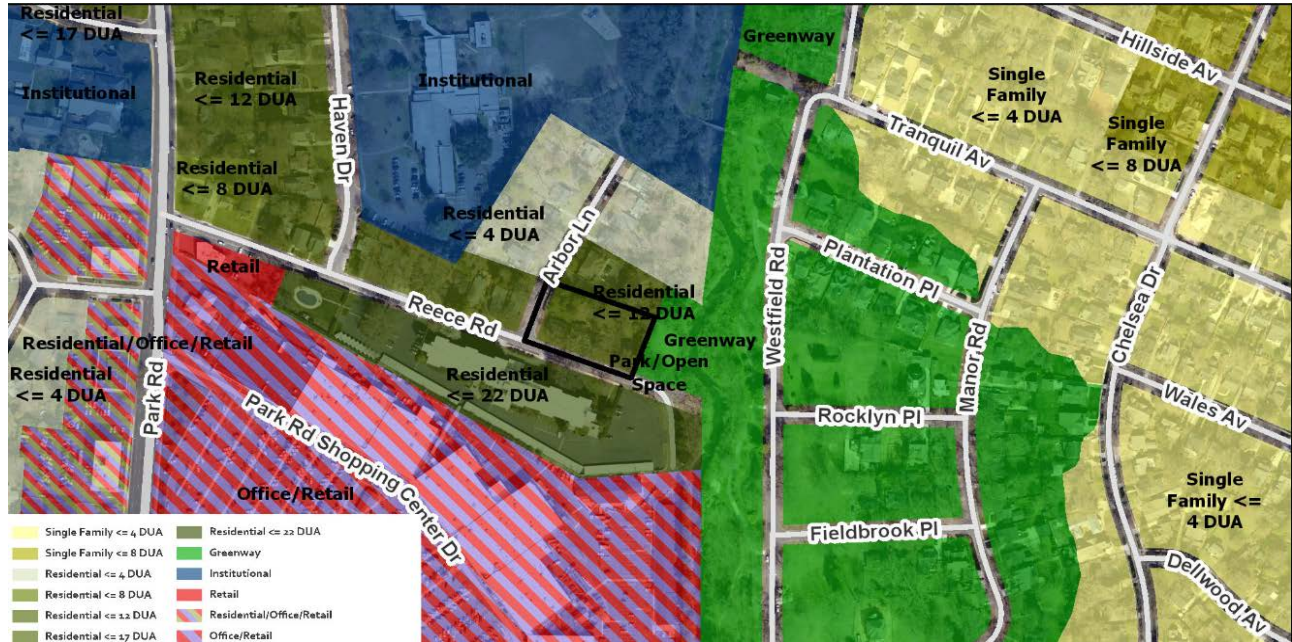 Residential
<= 17 DUA
Institutional
Residential
<= 12 DUA
Haven Dr
Institutional
Greenway
Hillside Av
Single
Family
<= 4 DUA
Single
Family
<= 8 DUA
Tranquil Av
Residential
<= 8 DUA
Residential
<= 4 DUA
Arbor Ln
Westfield Rd
Plantation Pl
Chelsea Dr
Retail
Reece Rd
Residential
<= 12 DUA
Greenway
Park/Open
Space
Manor Rd
Residential/Office/Retail
Residential
<= 4 DUA
Park Rd
Residential
<= 22 DUA
Park Rd Shopping Center Dr
Rocklyn Pl
Wales Av
Office/Retail
Single
Family <=
4 DUA
Fieldbrook Pl
Dellwood Av
Single Family <= 4 DUA
Single Family <= 8 DUA
Residential <= 4 DUA
Residential <= 8 DUA
Residential <= 12 DUA
Residential <= 17 DUA
Residential <= 22 DUA
Greenway
Institutional
Retail
Residential/Office/Retail
Office/Retail